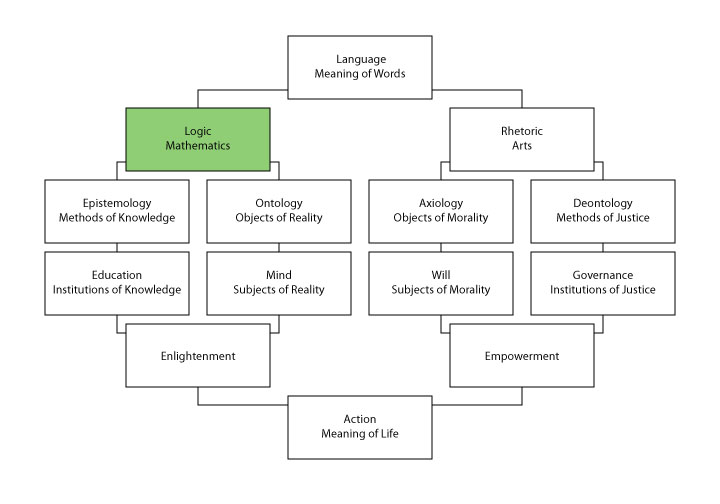 Language
Meaning of Words
Logic
Mathematics
Rhetoric
Arts
Epistemology
Methods of Knowledge
Ontology
Objects of Reality
Axiology
Objects of Morality
Deontology
Methods of Justice
Education
Institutions of Knowledge
Mind
Subjects of Reality
Will
Subjects of Morality
Governance
Institutions of Justice
Enlightenment
Empowerment
Action
Meaning of Life